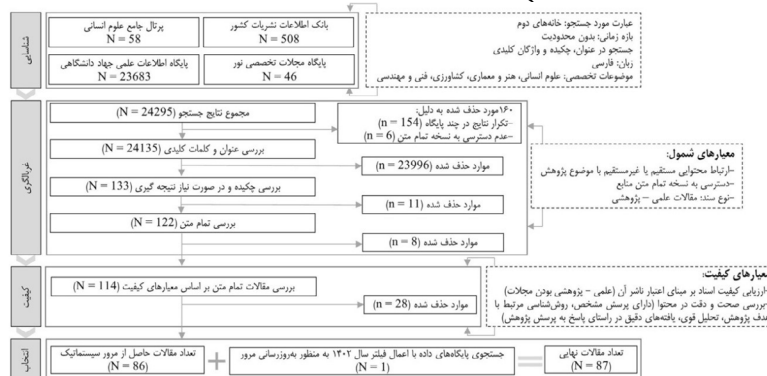 شناسایی
بانک اطلاعات نشریات کشور
N = 508
پرتال جامع علوم انسانی
N = 58
پایگاه مجلات تخصصی نور
N = 46
پایگاه اطلاعات علمی جهاد دانشگاهی
N = 23683
عبارت مورد جستجو: خانه‌های دوم
بازه زمانی: بدون محدودیت
جستجو در عنوان، چکیده و واژگان کلیدی
زبان: فارسی
موضوعات تخصصی: علوم انسانی، هنر و معماری، کشاورزی، فنی و مهندسی
غربالگری
مجموع نتایج جستجو (N = 24295)
۱۶۰مورد حذف شده به دلیل:
-تکرار نتایج در چند پایگاه (n = 154)
-عدم دسترسی به نسخه تمام متن (n = 6)
بررسی عنوان و کلمات کلیدی (N = 24135)
موارد حذف شده (n = 23996)
بررسی چکیده و در صورت نیاز نتیجه گیری (N = 133)
موارد حذف شده (n = 11)
بررسی تمام متن (N = 122)
موارد حذف شده (n = 8)
معیارهای شمول:
-ارتباط محتوایی مستقیم یا غیرمستقیم با موضوع پژوهش
-دسترسی به نسخه تمام متن منابع
-نوع سند: مقالات علمی – پژوهشی
کیفیت
بررسی مقالات تمام متن بر اساس معیارهای کیفیت (N = 114)
موارد حذف شده (n = 28)
معیارهای کیفیت:
-ارزیابی کیفیت اسناد بر مبنای اعتبار ناشر آن (علمی – پژوهشی بودن مجلات)
-بررسی صحت و دقت در محتوا (دارای پرسش مشخص، روش‌شناسی مرتبط با
هدف پژوهش، تحلیل قوی، یافته‌های دقیق در راستای پاسخ به پرسش پژوهش)
انتخاب
تعداد مقالات حاصل از مرور سیستماتیک
(N = 86)
+
جستجوی پایگاه‌های داده با اعمال فیلتر سال ۱۴۰۲ به منظور به‌روزرسانی مرور
(N = 1)
=
تعداد مقالات نهایی
(N = 87)